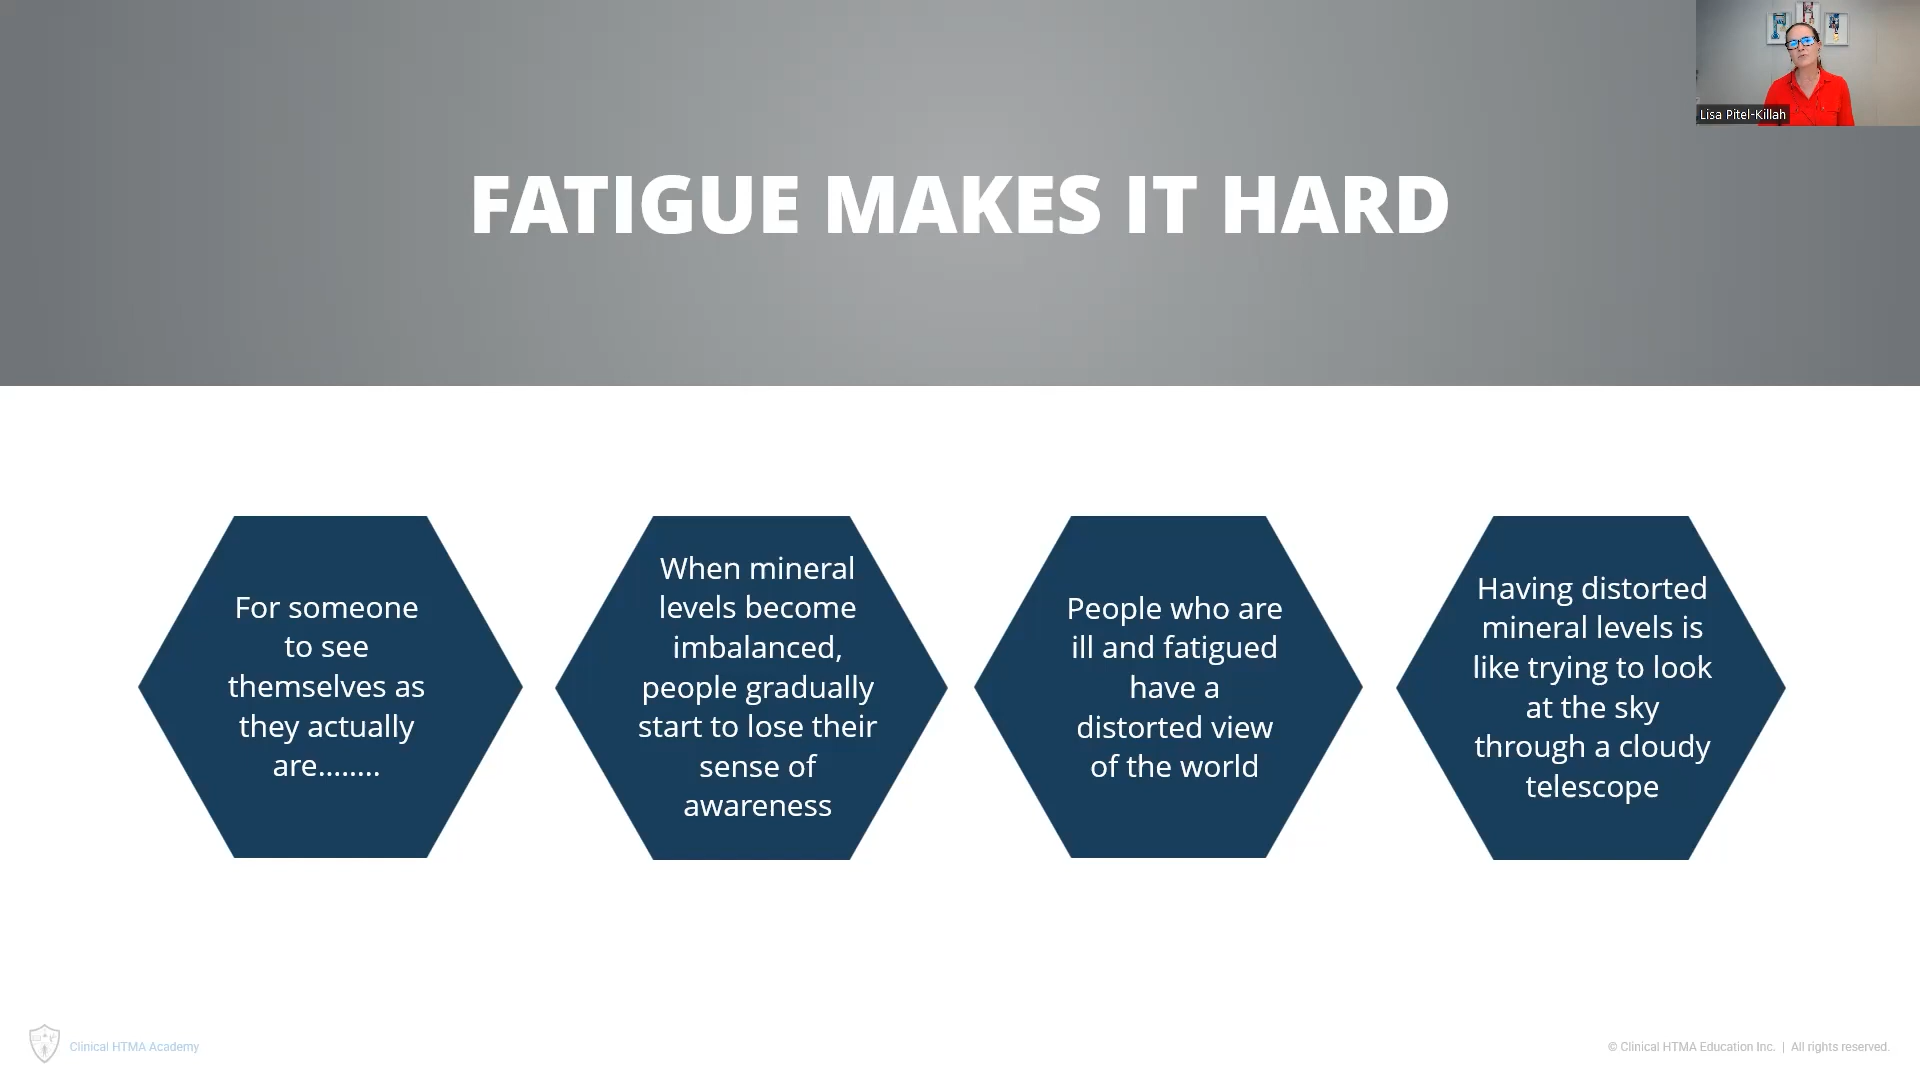 Lisa Pitel-Killah
FATIGUE MAKES IT HARD
For someone
to see
themselves as
they actually
are........
When mineral
levels become
imbalanced,
people gradually
start to lose their
sense of
awareness
People who are
ill and fatigued
have a
distorted view
of the world
Having distorted
mineral levels is
like trying to look
at the sky
through a cloudy
telescope
Clinical HTMA Academy
© Clinical HTMA Education Inc. | All rights reserved.